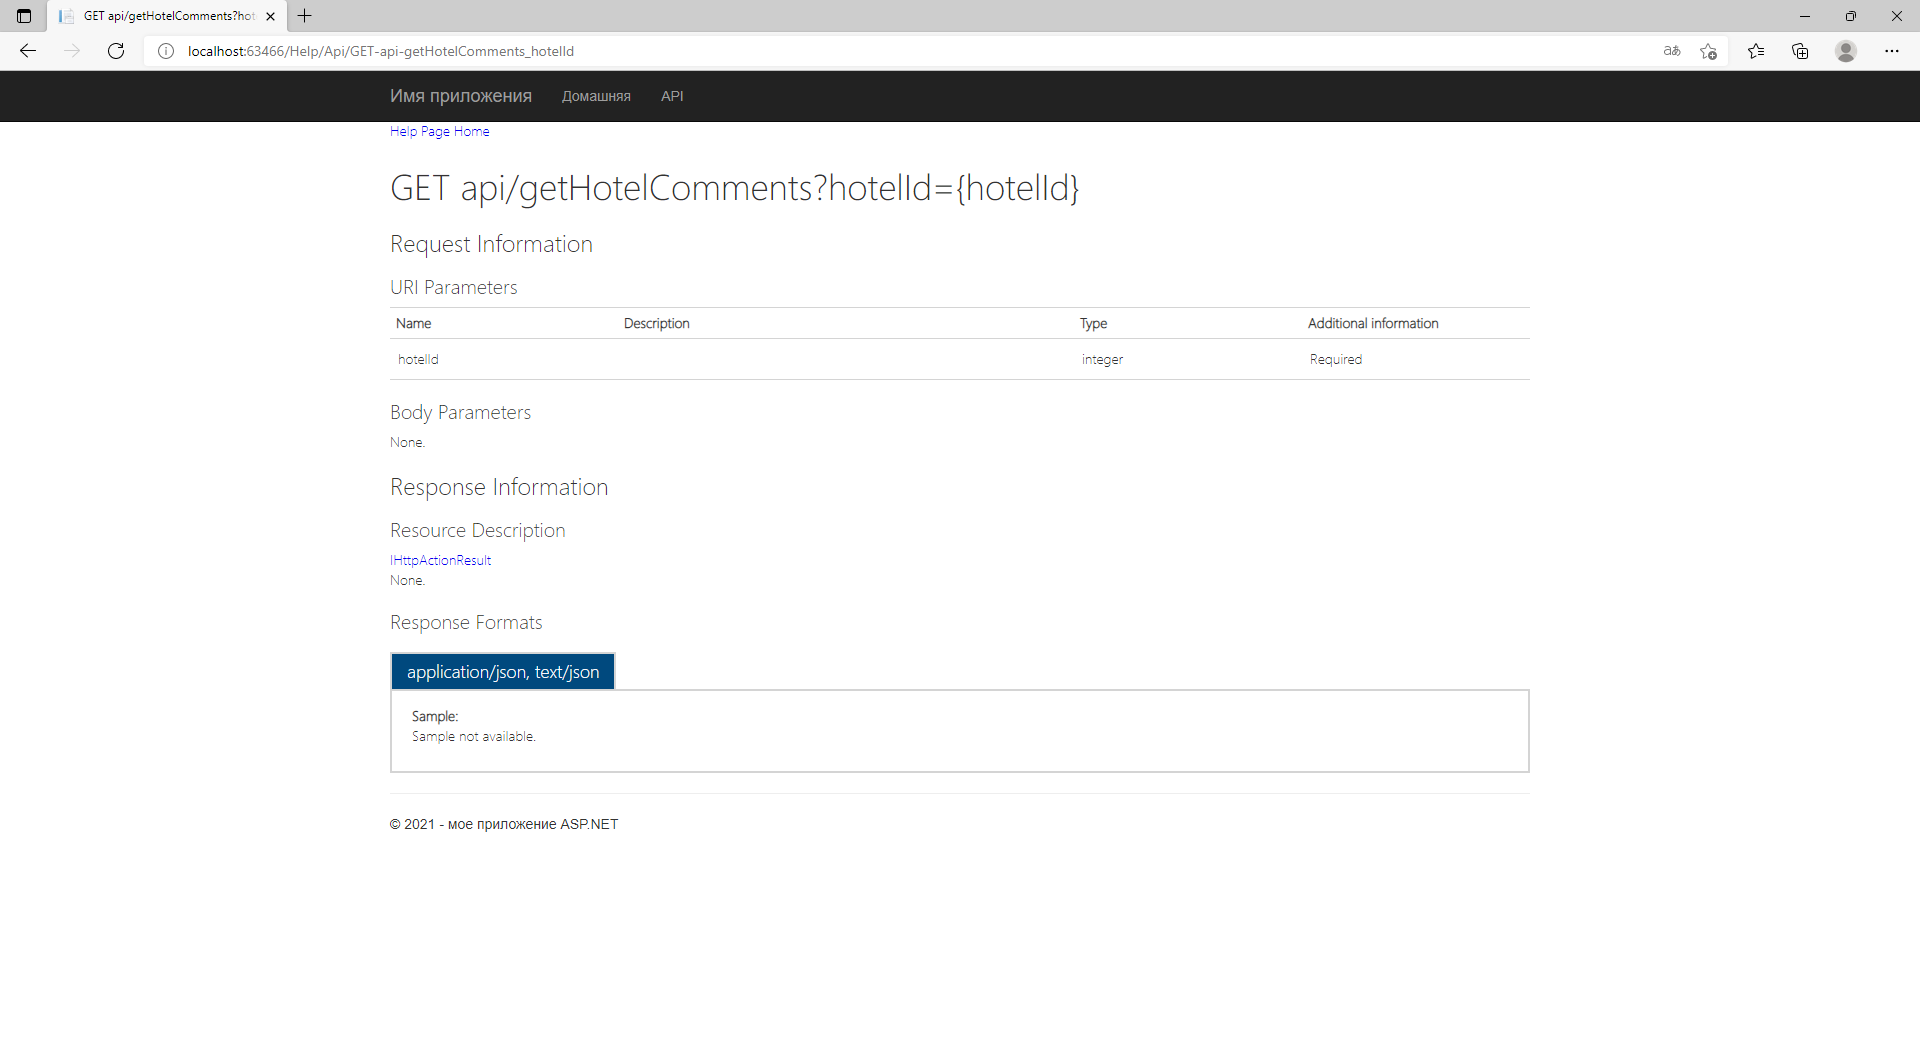 GET api/getHotelComments?hot
localhost:63466/Help/Api/GET-api-getHotelComments_hotelId
Имя приложения
Домашняя
API
Help Page Home
GET api/getHotelComments?hotelId={hotelId}
Request Information
URI Parameters
Name Description Type Additional information
hotelId integer Required
Body Parameters
None.
Response Information
Resource Description
IHttpActionResult
None.
Response Formats
application/json, text/json
Sample:
Sample not available.
© 2021 - мое приложение ASP.NET